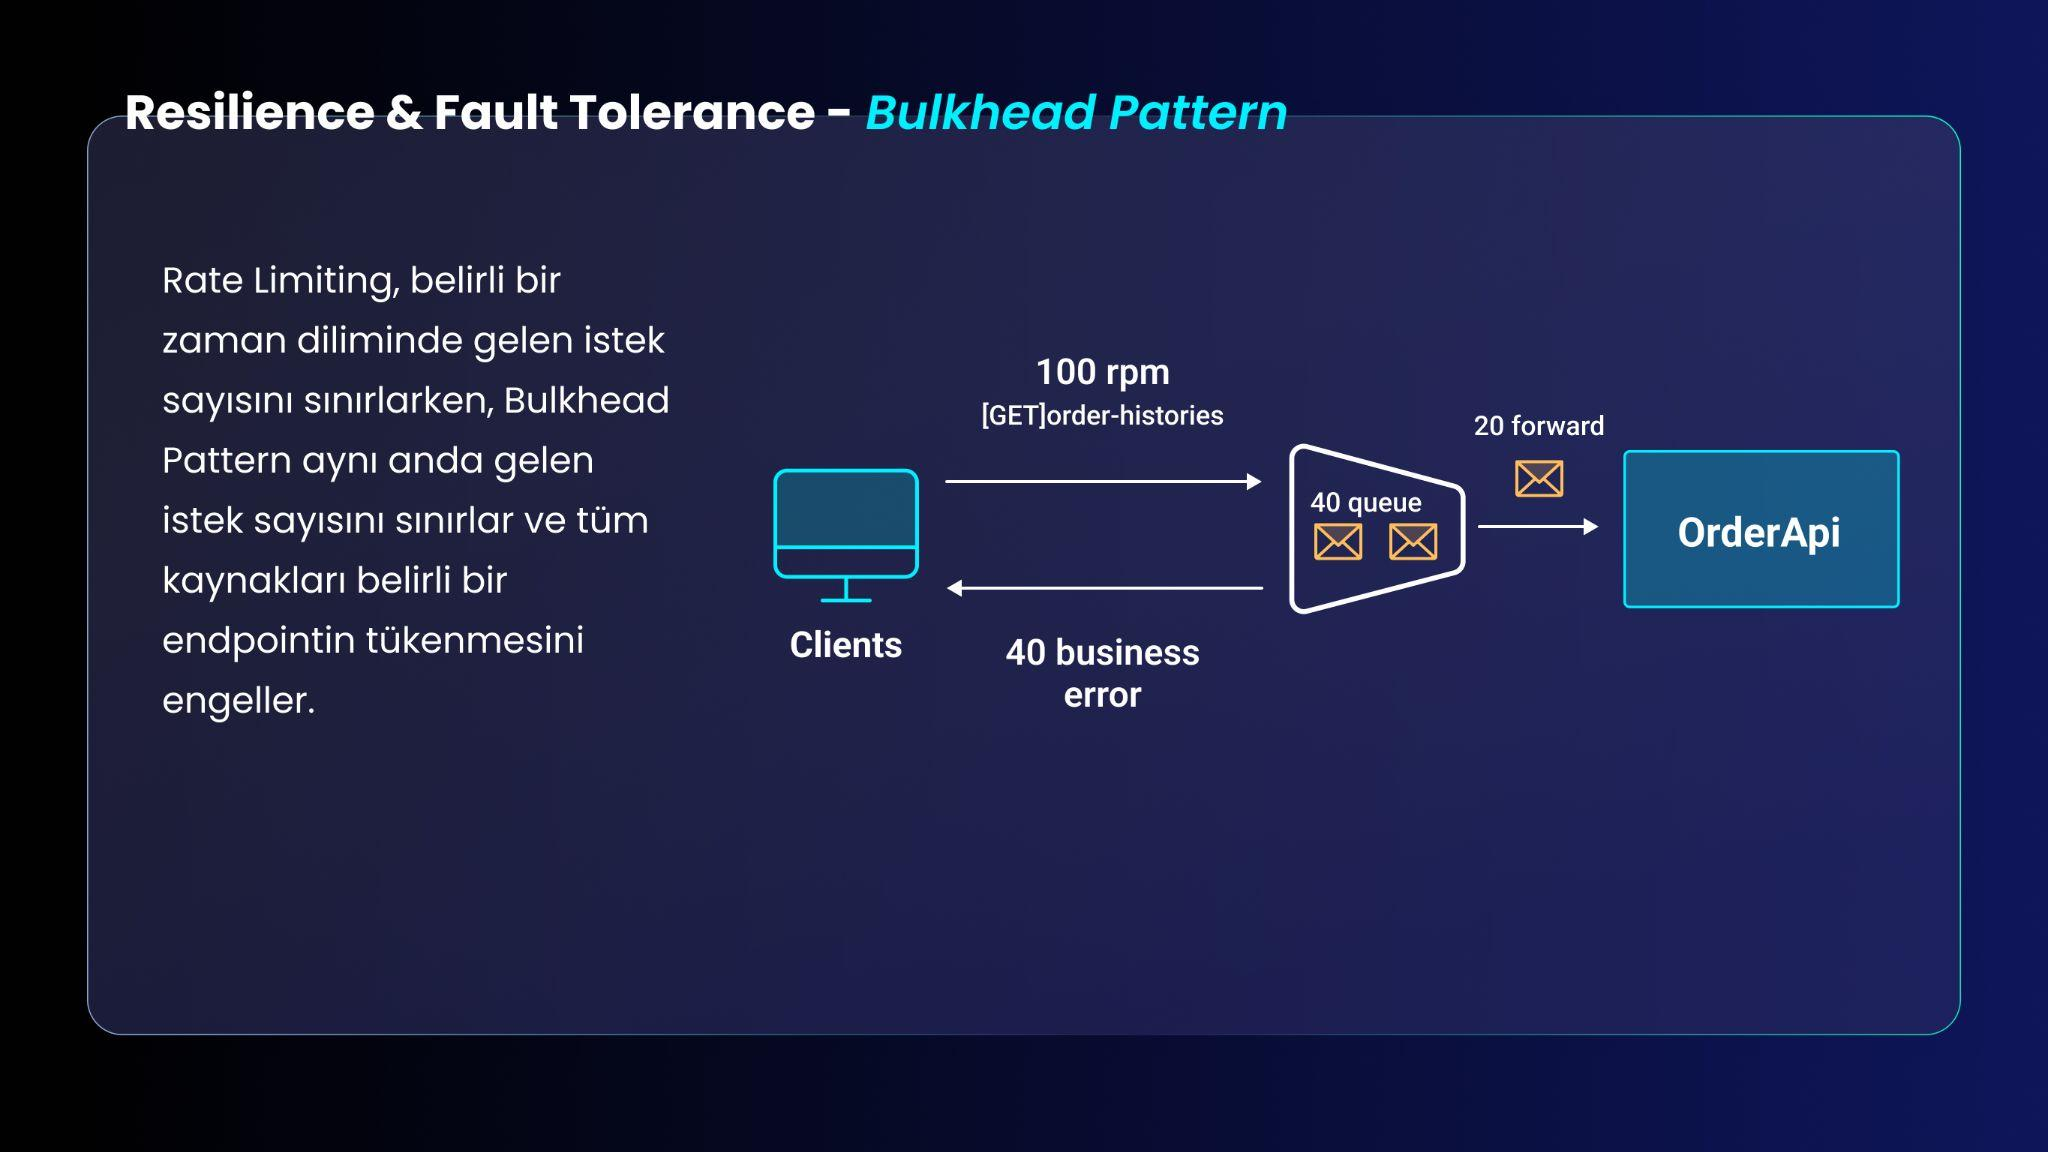 Resilience & Fault Tolerance - Bulkhead Pattern
Rate Limiting, belirli bir
zaman diliminde gelen istek
sayısını sınırlarken, Bulkhead
Pattern aynı anda gelen
istek sayısını sınırlar ve tüm
kaynakları belirli bir
endpointin tükenmesini
engeller.
100 rpm
[GET]order-histories
20 forward
40 queue
OrderApi
Clients
40 business
error